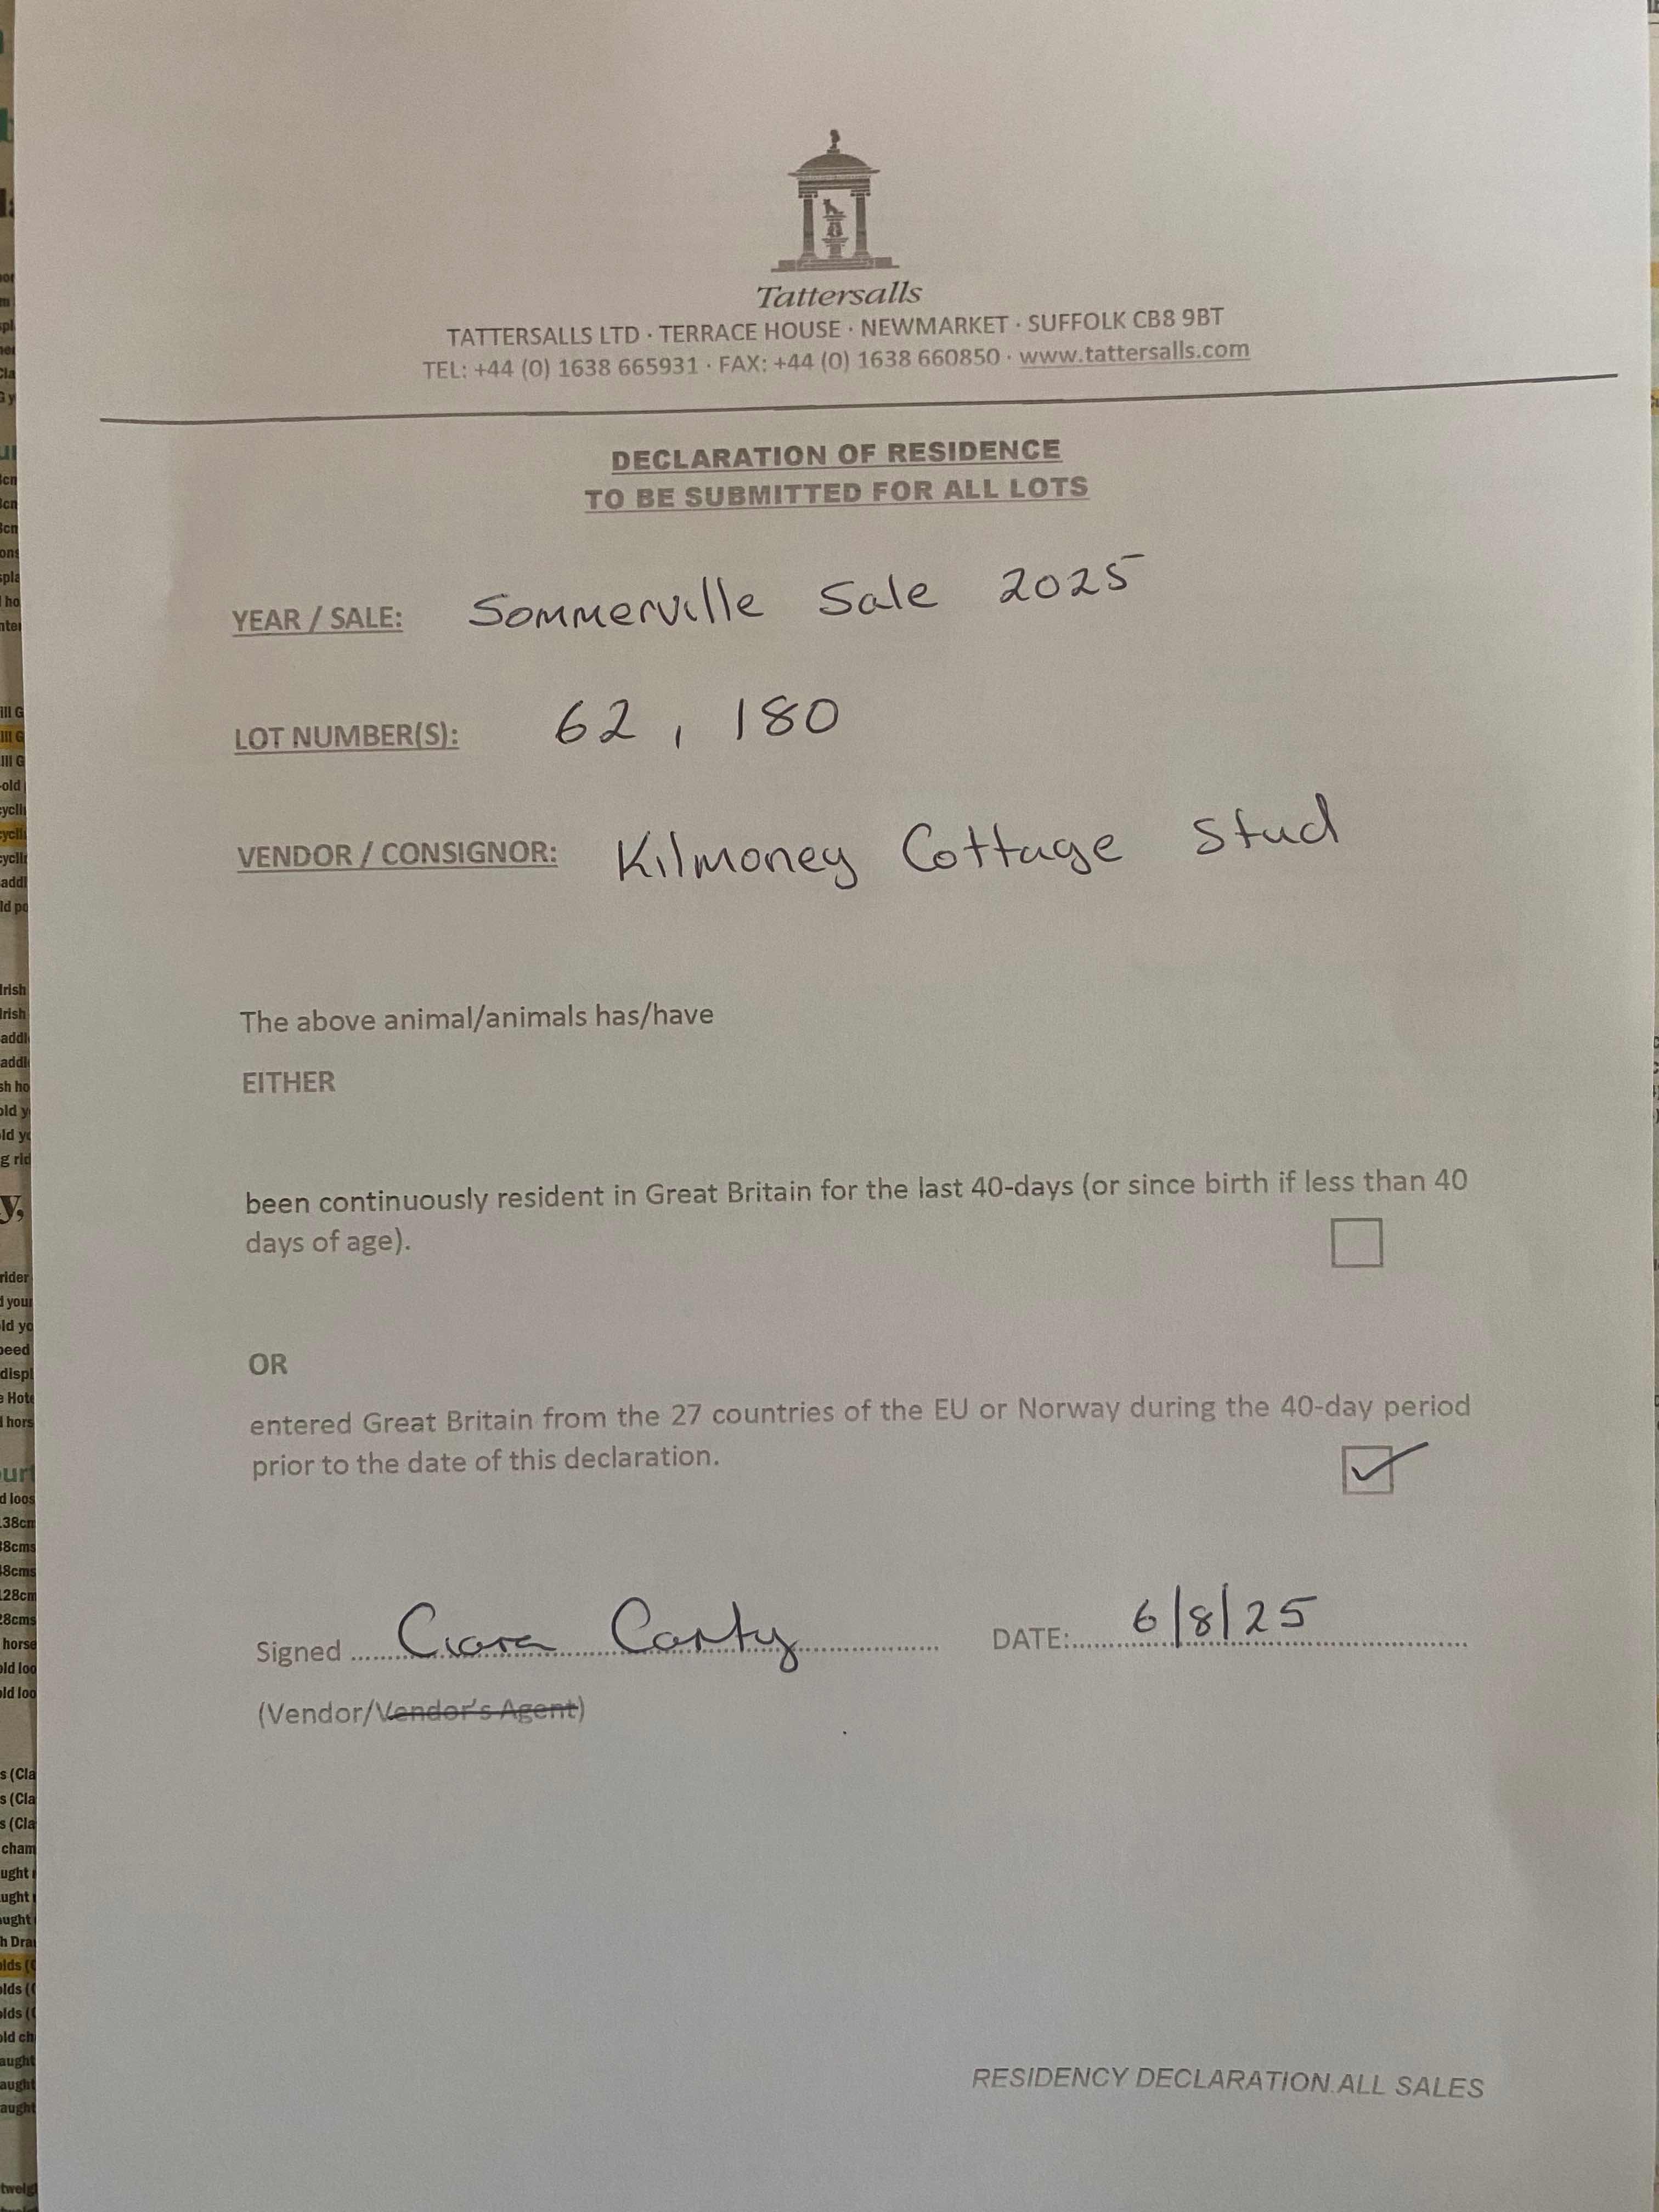 Tattersalls
TATTERSALLS LTD · TERRACE HOUSE · NEWMARKET · SUFFOLK CB8 9BT
TEL: +44 (0) 1638 665931 · FAX: +44 (0) 1638 660850 · www.tattersalls.com
DECLARATION OF RESIDENCE
TO BE SUBMITTED FOR ALL LOTS
YEAR / SALE: Sommerville Sale 2025
LOT NUMBER(S): 62, 180
VENDOR / CONSIGNOR: Kilmoney Cottage Stud
The above animal/animals has/have
EITHER
been continuously resident in Great Britain for the last 40-days (or since birth if less than 40
days of age).
OR
entered Great Britain from the 27 countries of the EU or Norway during the 40-day period
prior to the date of this declaration.
Signed Ciara Carty DATE: 6/8/25
(Vendor/Vendor's Agent)
RESIDENCY DECLARATION.ALL SALES